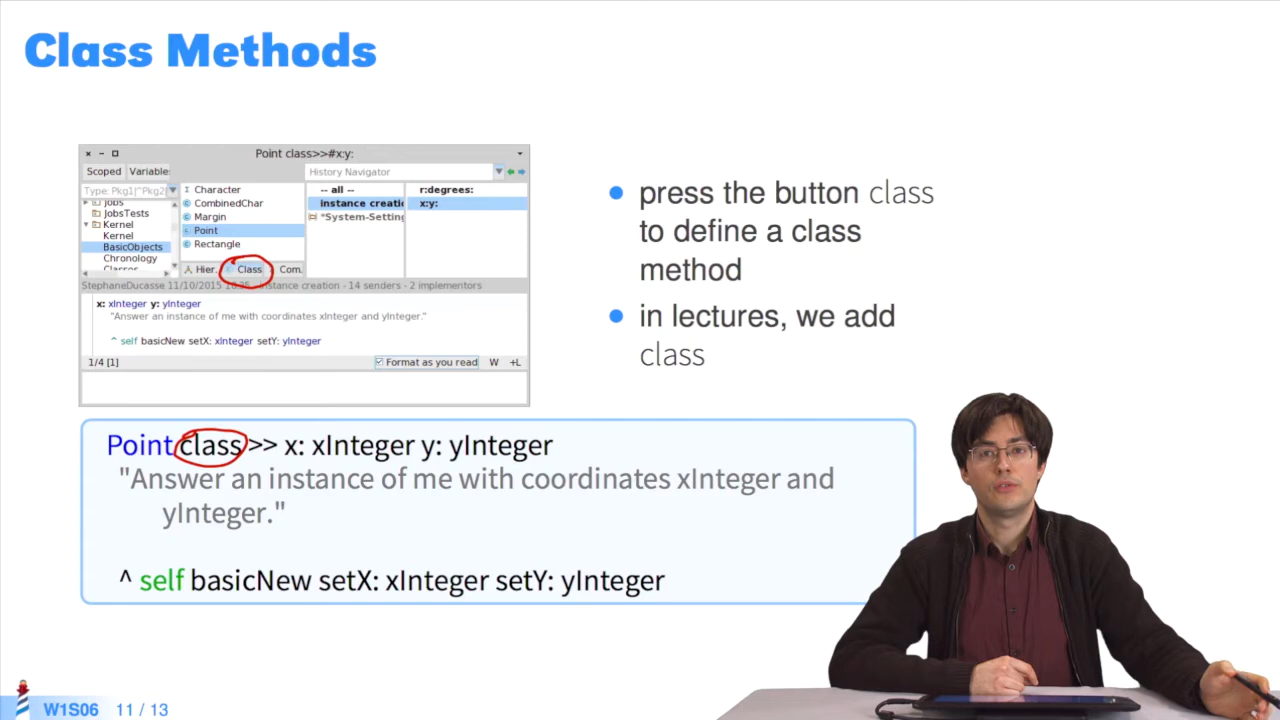 Class Methods
Point class>>#x:y:
Scoped Variable:
History Navigator
Type: Pkg1|^Pkg2|
Jobs
JobsTests
Kernel
Kernel
BasicObjects
Chronology
Classes
Character
CombinedChar
Margin
Point
Rectangle
Hier. Class Com.
-- all --
instance creatio
*System-Setting
r:degrees:
x:y:
StephaneDucasse 11/10/2015 instance creation - 14 senders - 2 implementors
x: xInteger y: yInteger
"Answer an instance of me with coordinates xInteger and yInteger."
^ self basicNew setX: xInteger setY: yInteger
1/4 [1] Format as you read W +L
press the button class
to define a class
method
in lectures, we add
class
Point class >> x: xInteger y: yInteger
"Answer an instance of me with coordinates xInteger and
yInteger."
^ self basicNew setX: xInteger setY: yInteger
W1S06 11 / 13